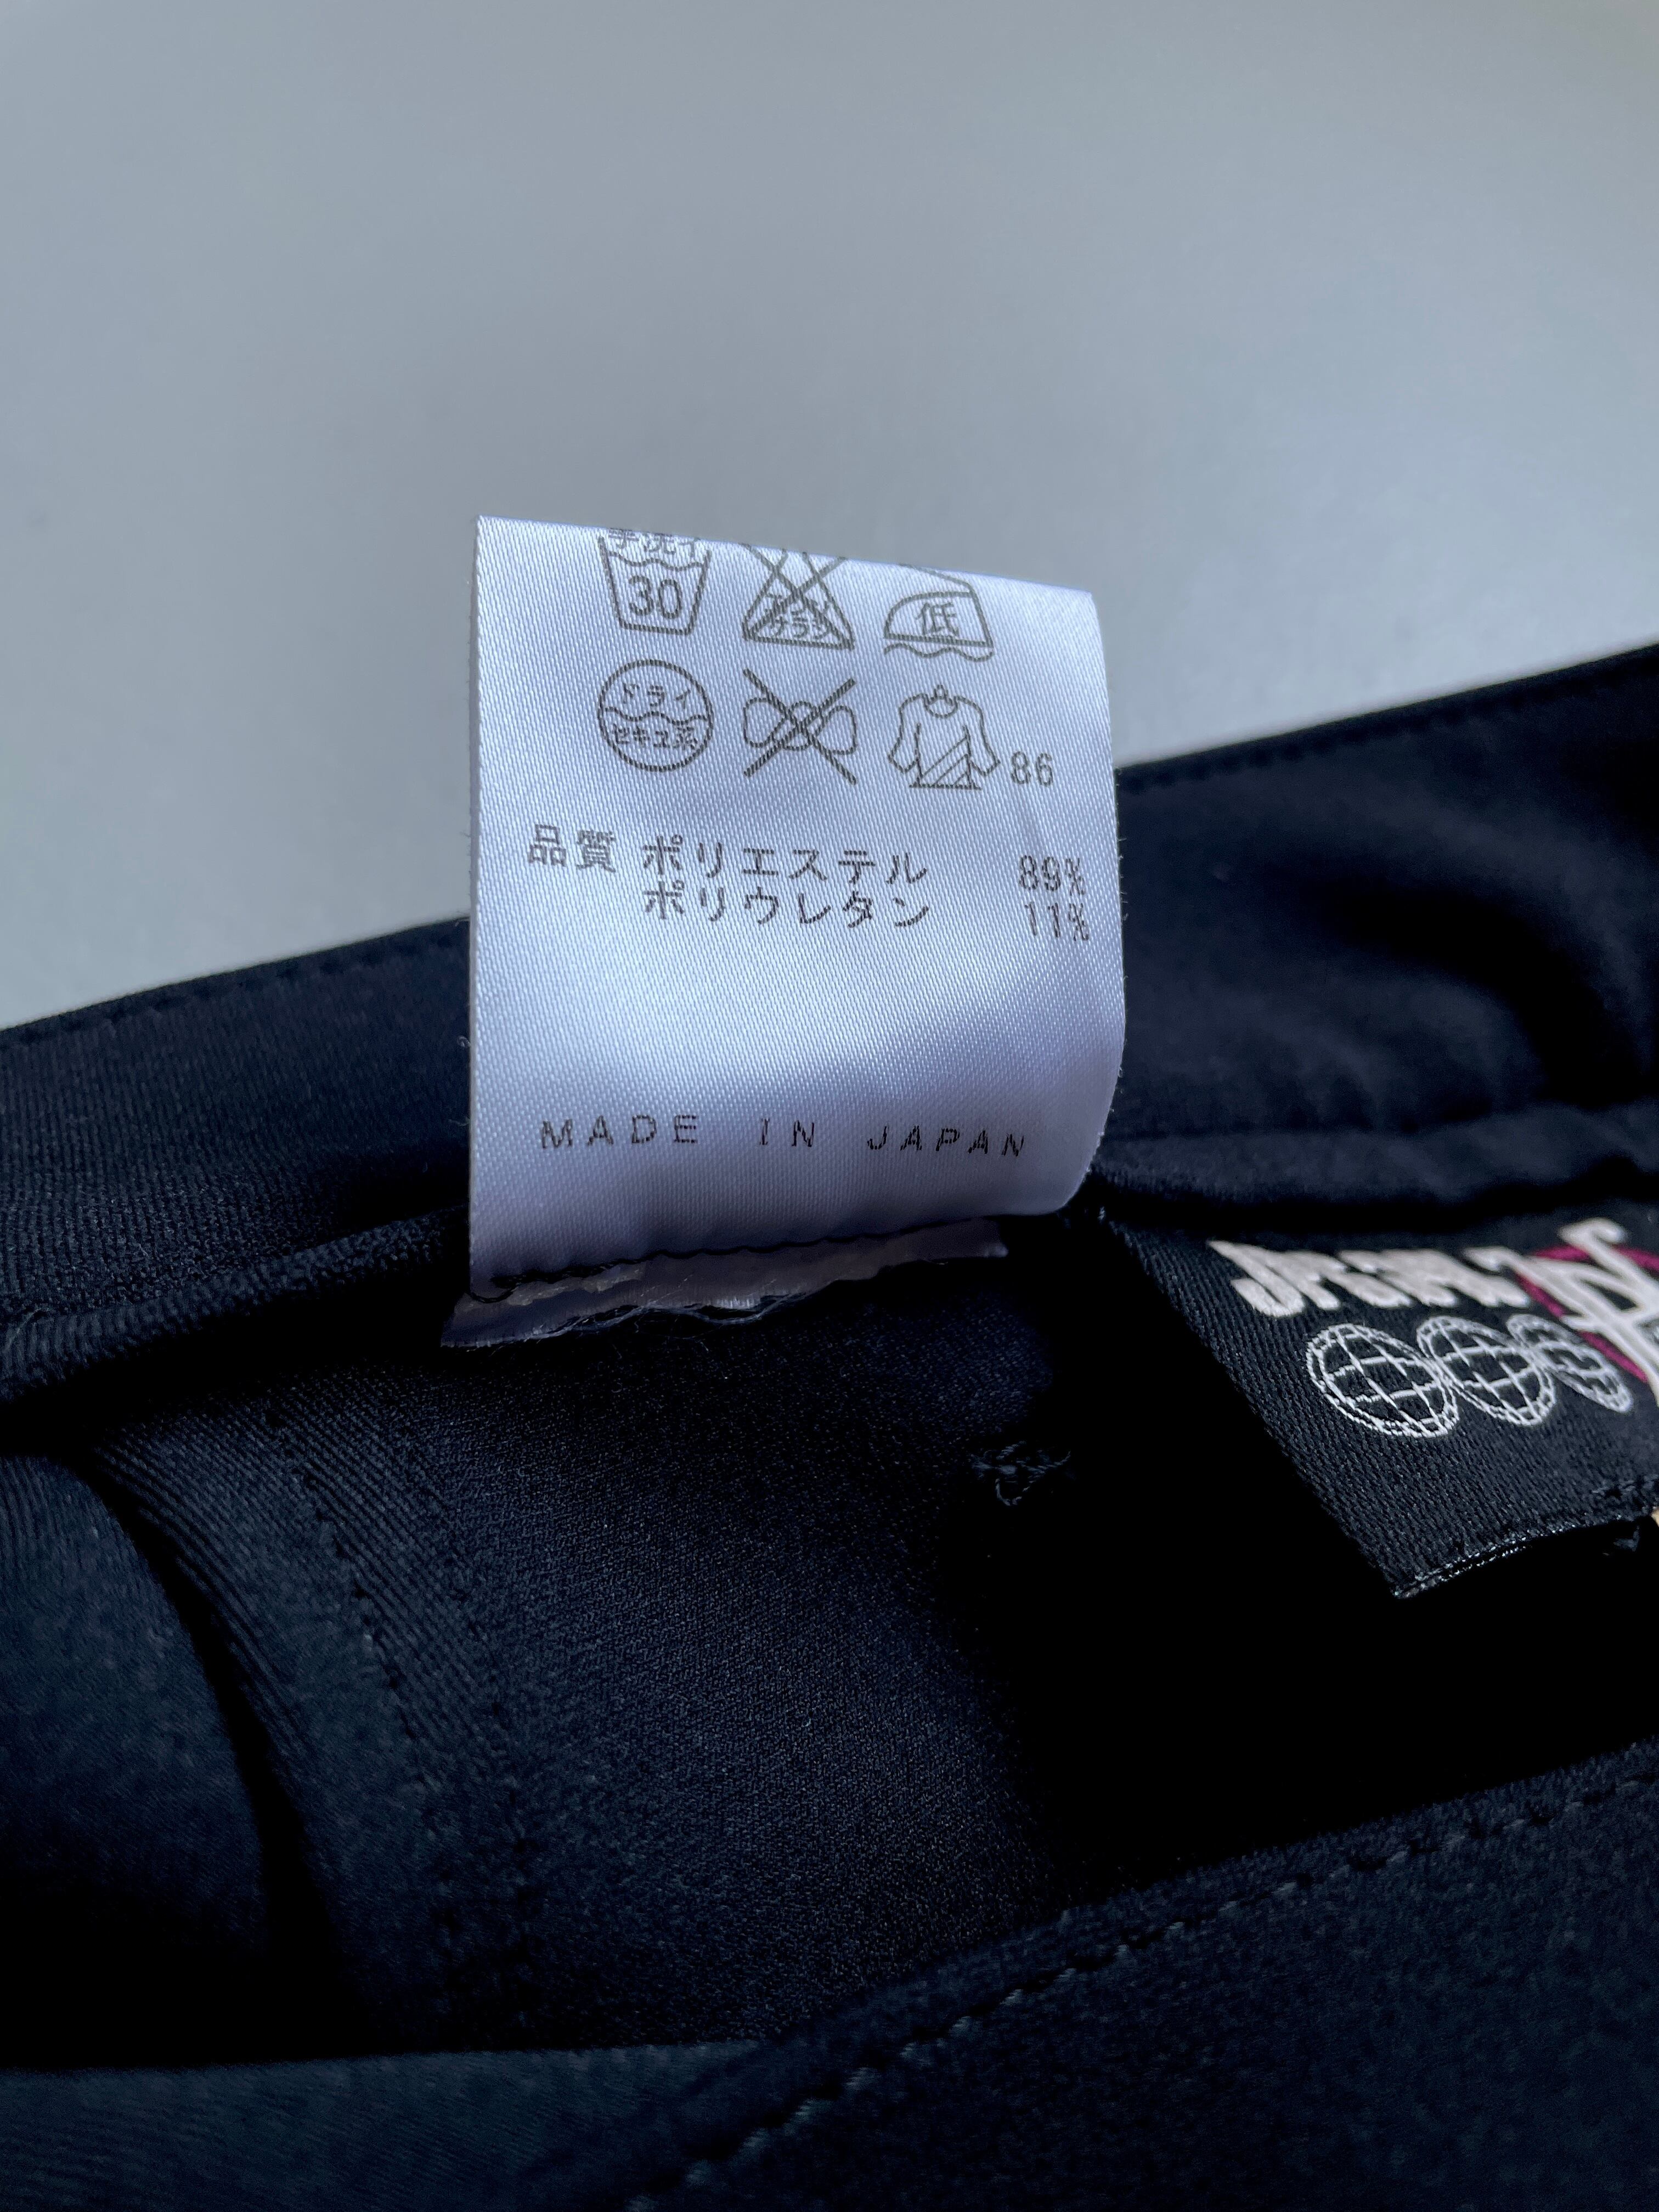 手洗イ
30
低
ドライ
セキユ系
86
品質 ポリエステル 89%
ポリウレタン 11%
MADE IN JAPAN